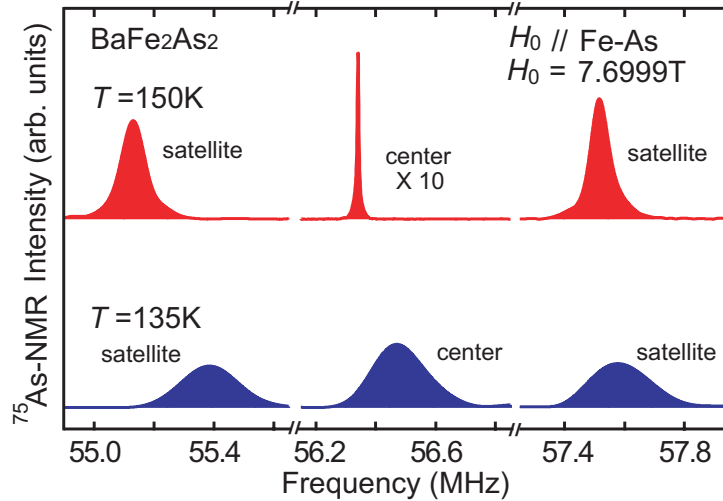 BaFe2As2
H0 // Fe-As
H0 = 7.6999T
T =150K
satellite
center
X 10
satellite
T =135K
satellite
center
satellite
75As-NMR Intensity (arb. units)
55.0 55.4 56.2 56.6 57.4 57.8
Frequency (MHz)